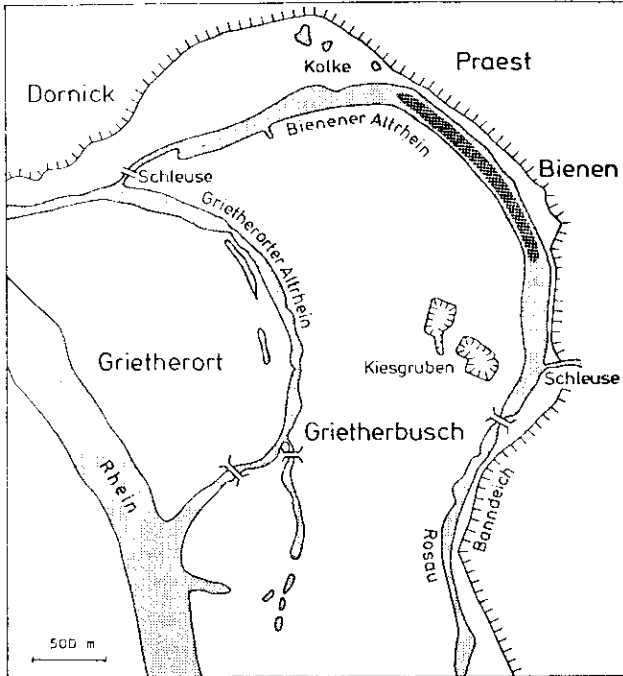 Praest
Kolke
Dornick
Bienener Altrhein
Bienen
Schleuse
Grietherorter Altrhein
Grietherort
Kiesgruben
Schleuse
Grietherbusch
Rhein
Banndeich
Rosau
500 m